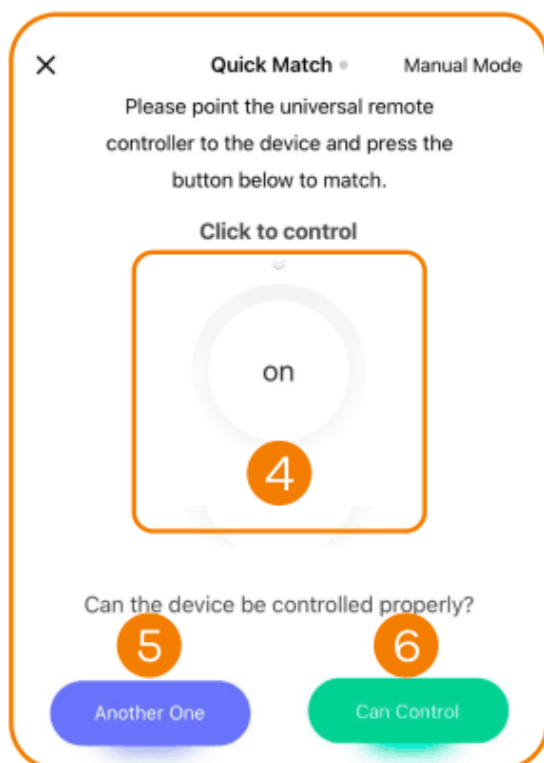 Quick Match
Manual Mode
Please point the universal remote
controller to the device and press the
button below to match.
Click to control
on
4
Can the device be controlled properly?
5
6
Another One
Can Control